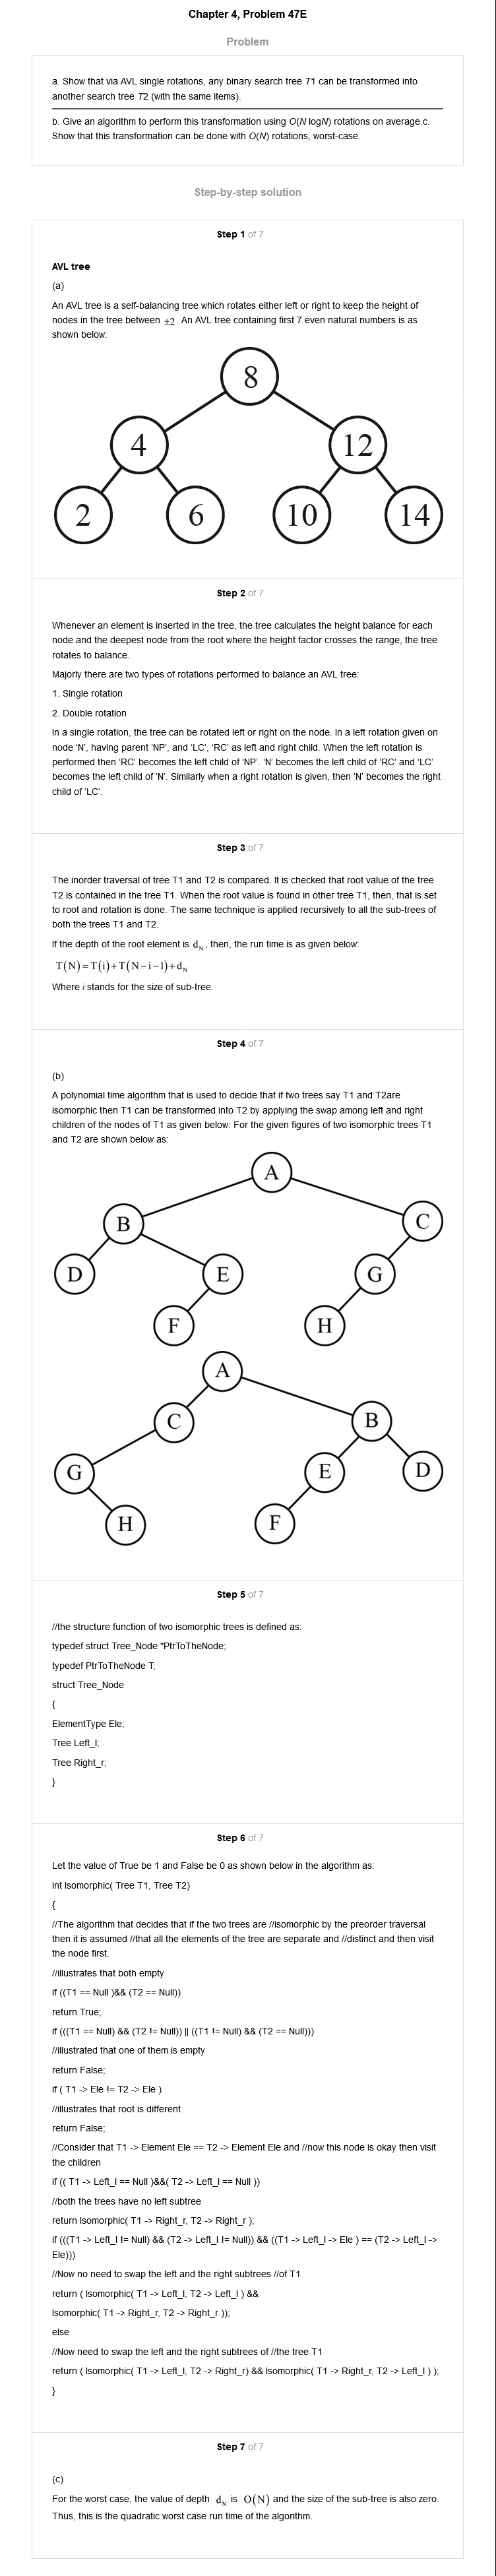 Chapter 4, Problem 47E
Problem
a. Show that via AVL single rotations, any binary search tree T1 can be transformed into
another search tree T2 (with the same items).
b. Give an algorithm to perform this transformation using O(N logN) rotations on average.c.
Show that this transformation can be done with O(N) rotations, worst-case.
Step-by-step solution
Step 1 of 7
AVL tree
(a)
An AVL tree is a self-balancing tree which rotates either left or right to keep the height of
nodes in the tree between ±2. An AVL tree containing first 7 even natural numbers is as
shown below:
8
4 12
2 6 10 14
Step 2 of 7
Whenever an element is inserted in the tree, the tree calculates the height balance for each
node and the deepest node from the root where the height factor crosses the range, the tree
rotates to balance.
Majorly there are two types of rotations performed to balance an AVL tree:
1. Single rotation
2. Double rotation
In a single rotation, the tree can be rotated left or right on the node. In a left rotation given on
node 'N', having parent 'NP', and 'LC', 'RC' as left and right child. When the left rotation is
performed then 'RC' becomes the left child of 'NP'. 'N' becomes the left child of 'RC' and 'LC'
becomes the left child of 'N'. Similarly when a right rotation is given, then 'N' becomes the right
child of 'LC'.
Step 3 of 7
The inorder traversal of tree T1 and T2 is compared. It is checked that root value of the tree
T2 is contained in the tree T1. When the root value is found in other tree T1, then, that is set
to root and rotation is done. The same technique is applied recursively to all the sub-trees of
both the trees T1 and T2.
If the depth of the root element is d_N, then, the run time is as given below:
T(N)=T(i)+T(N−i−1)+d_N
Where i stands for the size of sub-tree.
Step 4 of 7
(b)
A polynomial time algorithm that is used to decide that if two trees say T1 and T2are
isomorphic then T1 can be transformed into T2 by applying the swap among left and right
children of the nodes of T1 as given below: For the given figures of two isomorphic trees T1
and T2 are shown below as:
A
B C
D E G
F H
A
C B
G E D
H F
Step 5 of 7
//the structure function of two isomorphic trees is defined as:
typedef struct Tree_Node *PtrToTheNode;
typedef PtrToTheNode T;
struct Tree_Node
{
ElementType Ele;
Tree Left_l;
Tree Right_r;
}
Step 6 of 7
Let the value of True be 1 and False be 0 as shown below in the algorithm as:
int Isomorphic( Tree T1, Tree T2)
{
//The algorithm that decides that if the two trees are //isomorphic by the preorder traversal
then it is assumed //that all the elements of the tree are separate and //distinct and then visit
the node first.
//illustrates that both empty
if ((T1 == Null )&& (T2 == Null))
return True;
if (((T1 == Null) && (T2 != Null)) || ((T1 != Null) && (T2 == Null)))
//illustrated that one of them is empty
return False;
if ( T1 -> Ele != T2 -> Ele )
//illustrates that root is different
return False;
//Consider that T1 -> Element Ele == T2 -> Element Ele and //now this node is okay then visit
the children
if (( T1 -> Left_l == Null )&&( T2 -> Left_l == Null ))
//both the trees have no left subtree
return Isomorphic( T1 -> Right_r, T2 -> Right_r );
if (((T1 -> Left_l != Null) && (T2 -> Left_l != Null)) && ((T1 -> Left_l -> Ele ) == (T2 -> Left_l ->
Ele)))
//Now no need to swap the left and the right subtrees //of T1
return ( Isomorphic( T1 -> Left_l, T2 -> Left_l ) &&
Isomorphic( T1 -> Right_r, T2 -> Right_r ));
else
//Now need to swap the left and the right subtrees of //the tree T1
return ( Isomorphic( T1 -> Left_l, T2 -> Right_r) && Isomorphic( T1 -> Right_r, T2 -> Left_l ) );
}
Step 7 of 7
(c)
For the worst case, the value of depth d_N is O(N) and the size of the sub-tree is also zero.
Thus, this is the quadratic worst case run time of the algorithm.